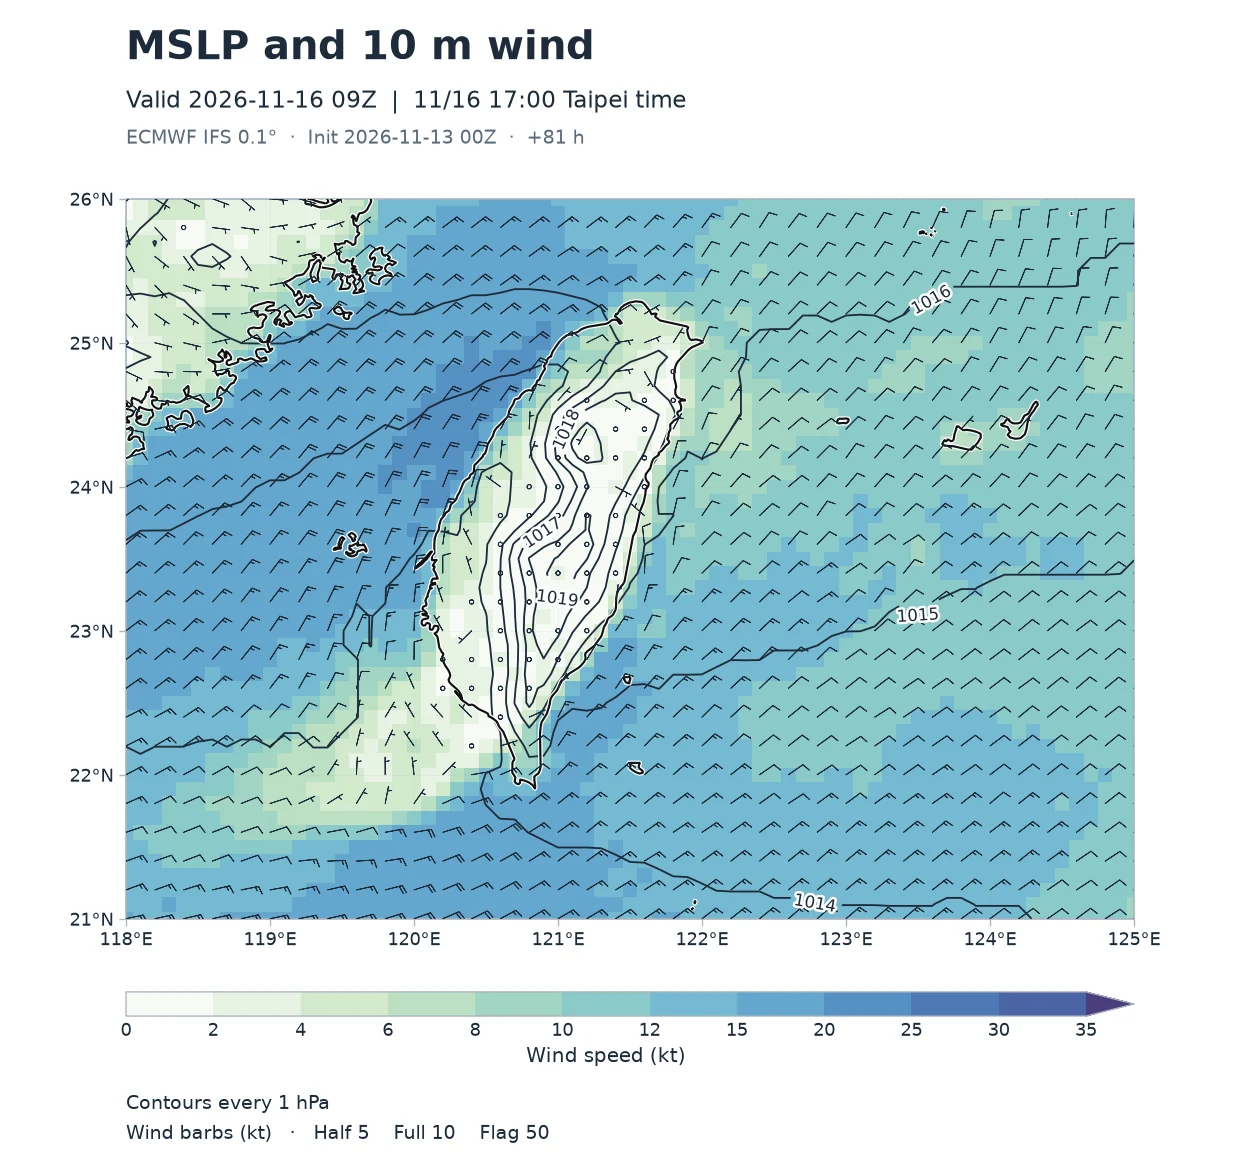 MSLP and 10 m wind
Valid 2026-11-16 09Z | 11/16 17:00 Taipei time
ECMWF IFS 0.1° · Init 2026-11-13 00Z · +81 h
26°N
25°N
24°N
23°N
22°N
21°N
1016
1018
1017
1019
1015
1014
118°E 119°E 120°E 121°E 122°E 123°E 124°E 125°E
0 2 4 6 8 10 12 15 20 25 30 35
Wind speed (kt)
Contours every 1 hPa
Wind barbs (kt) · Half 5 Full 10 Flag 50